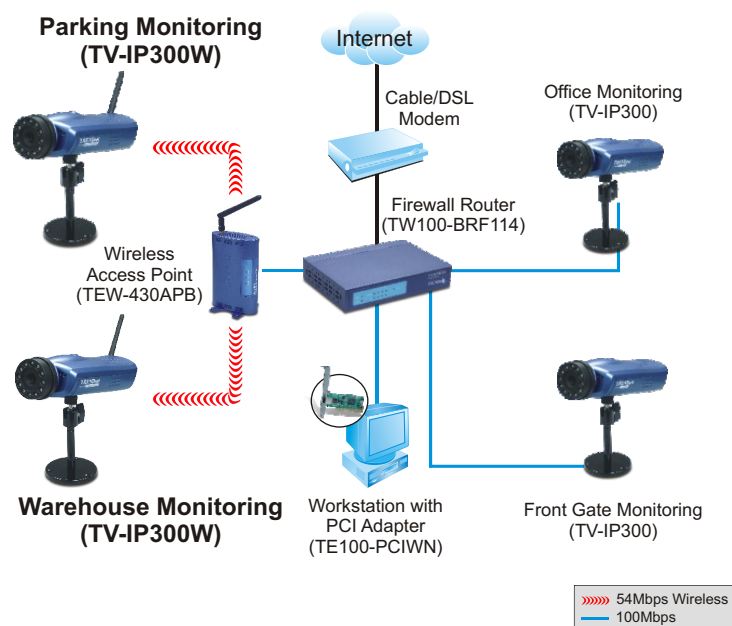 Parking Monitoring
(TV-IP300W)
Internet
Cable/DSL
Modem
Office Monitoring
(TV-IP300)
Firewall Router
(TW100-BRF114)
Wireless
Access Point
(TEW-430APB)
Warehouse Monitoring
(TV-IP300W)
Workstation with
PCI Adapter
(TE100-PCIWN)
Front Gate Monitoring
(TV-IP300)
54Mbps Wireless
100Mbps